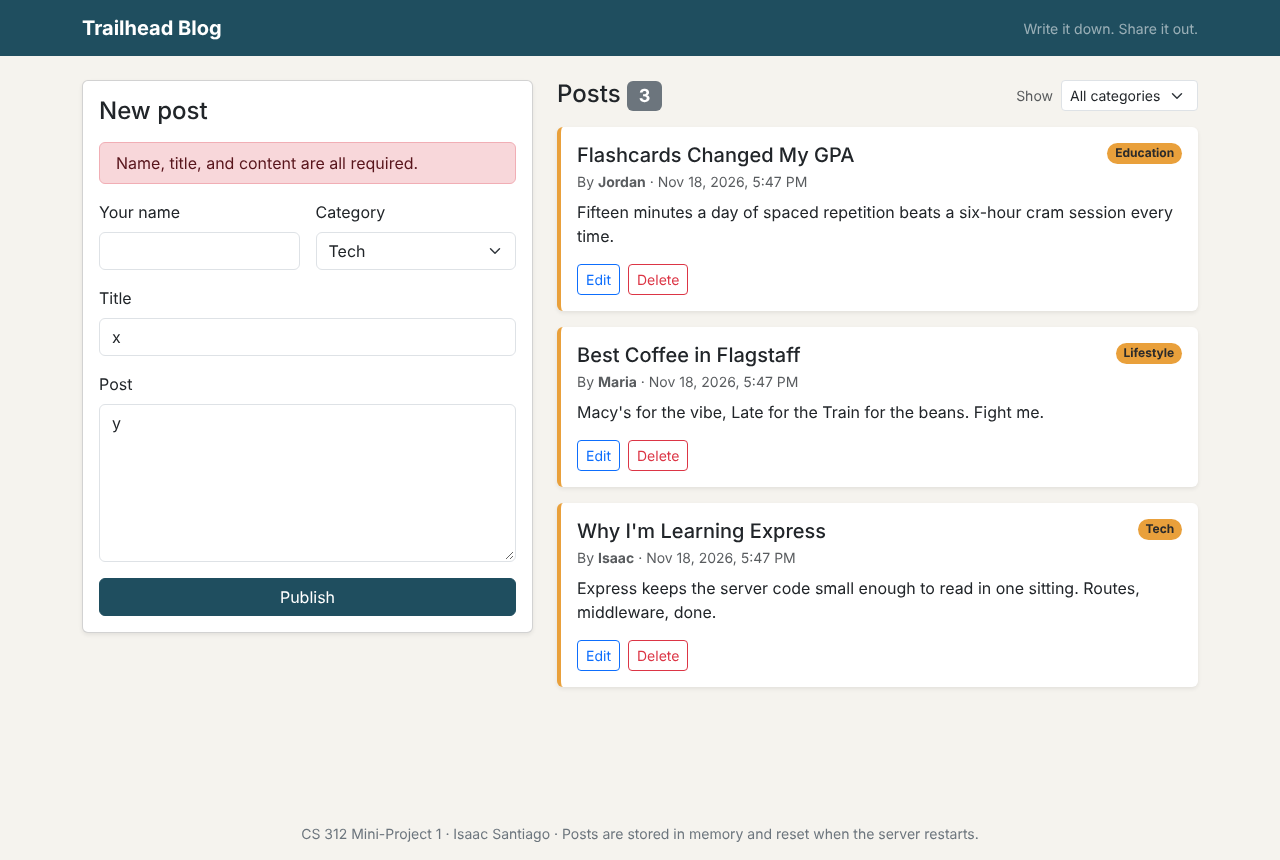 Trailhead Blog
Write it down. Share it out.
New post
Name, title, and content are all required.
Your name
Category
Tech
Title
x
Post
y
Publish
Posts 3
Show
All categories
Flashcards Changed My GPA
Education
By Jordan · Nov 18, 2026, 5:47 PM
Fifteen minutes a day of spaced repetition beats a six-hour cram session every
time.
Edit
Delete
Best Coffee in Flagstaff
Lifestyle
By Maria · Nov 18, 2026, 5:47 PM
Macy's for the vibe, Late for the Train for the beans. Fight me.
Edit
Delete
Why I'm Learning Express
Tech
By Isaac · Nov 18, 2026, 5:47 PM
Express keeps the server code small enough to read in one sitting. Routes,
middleware, done.
Edit
Delete
CS 312 Mini-Project 1 · Isaac Santiago · Posts are stored in memory and reset when the server restarts.